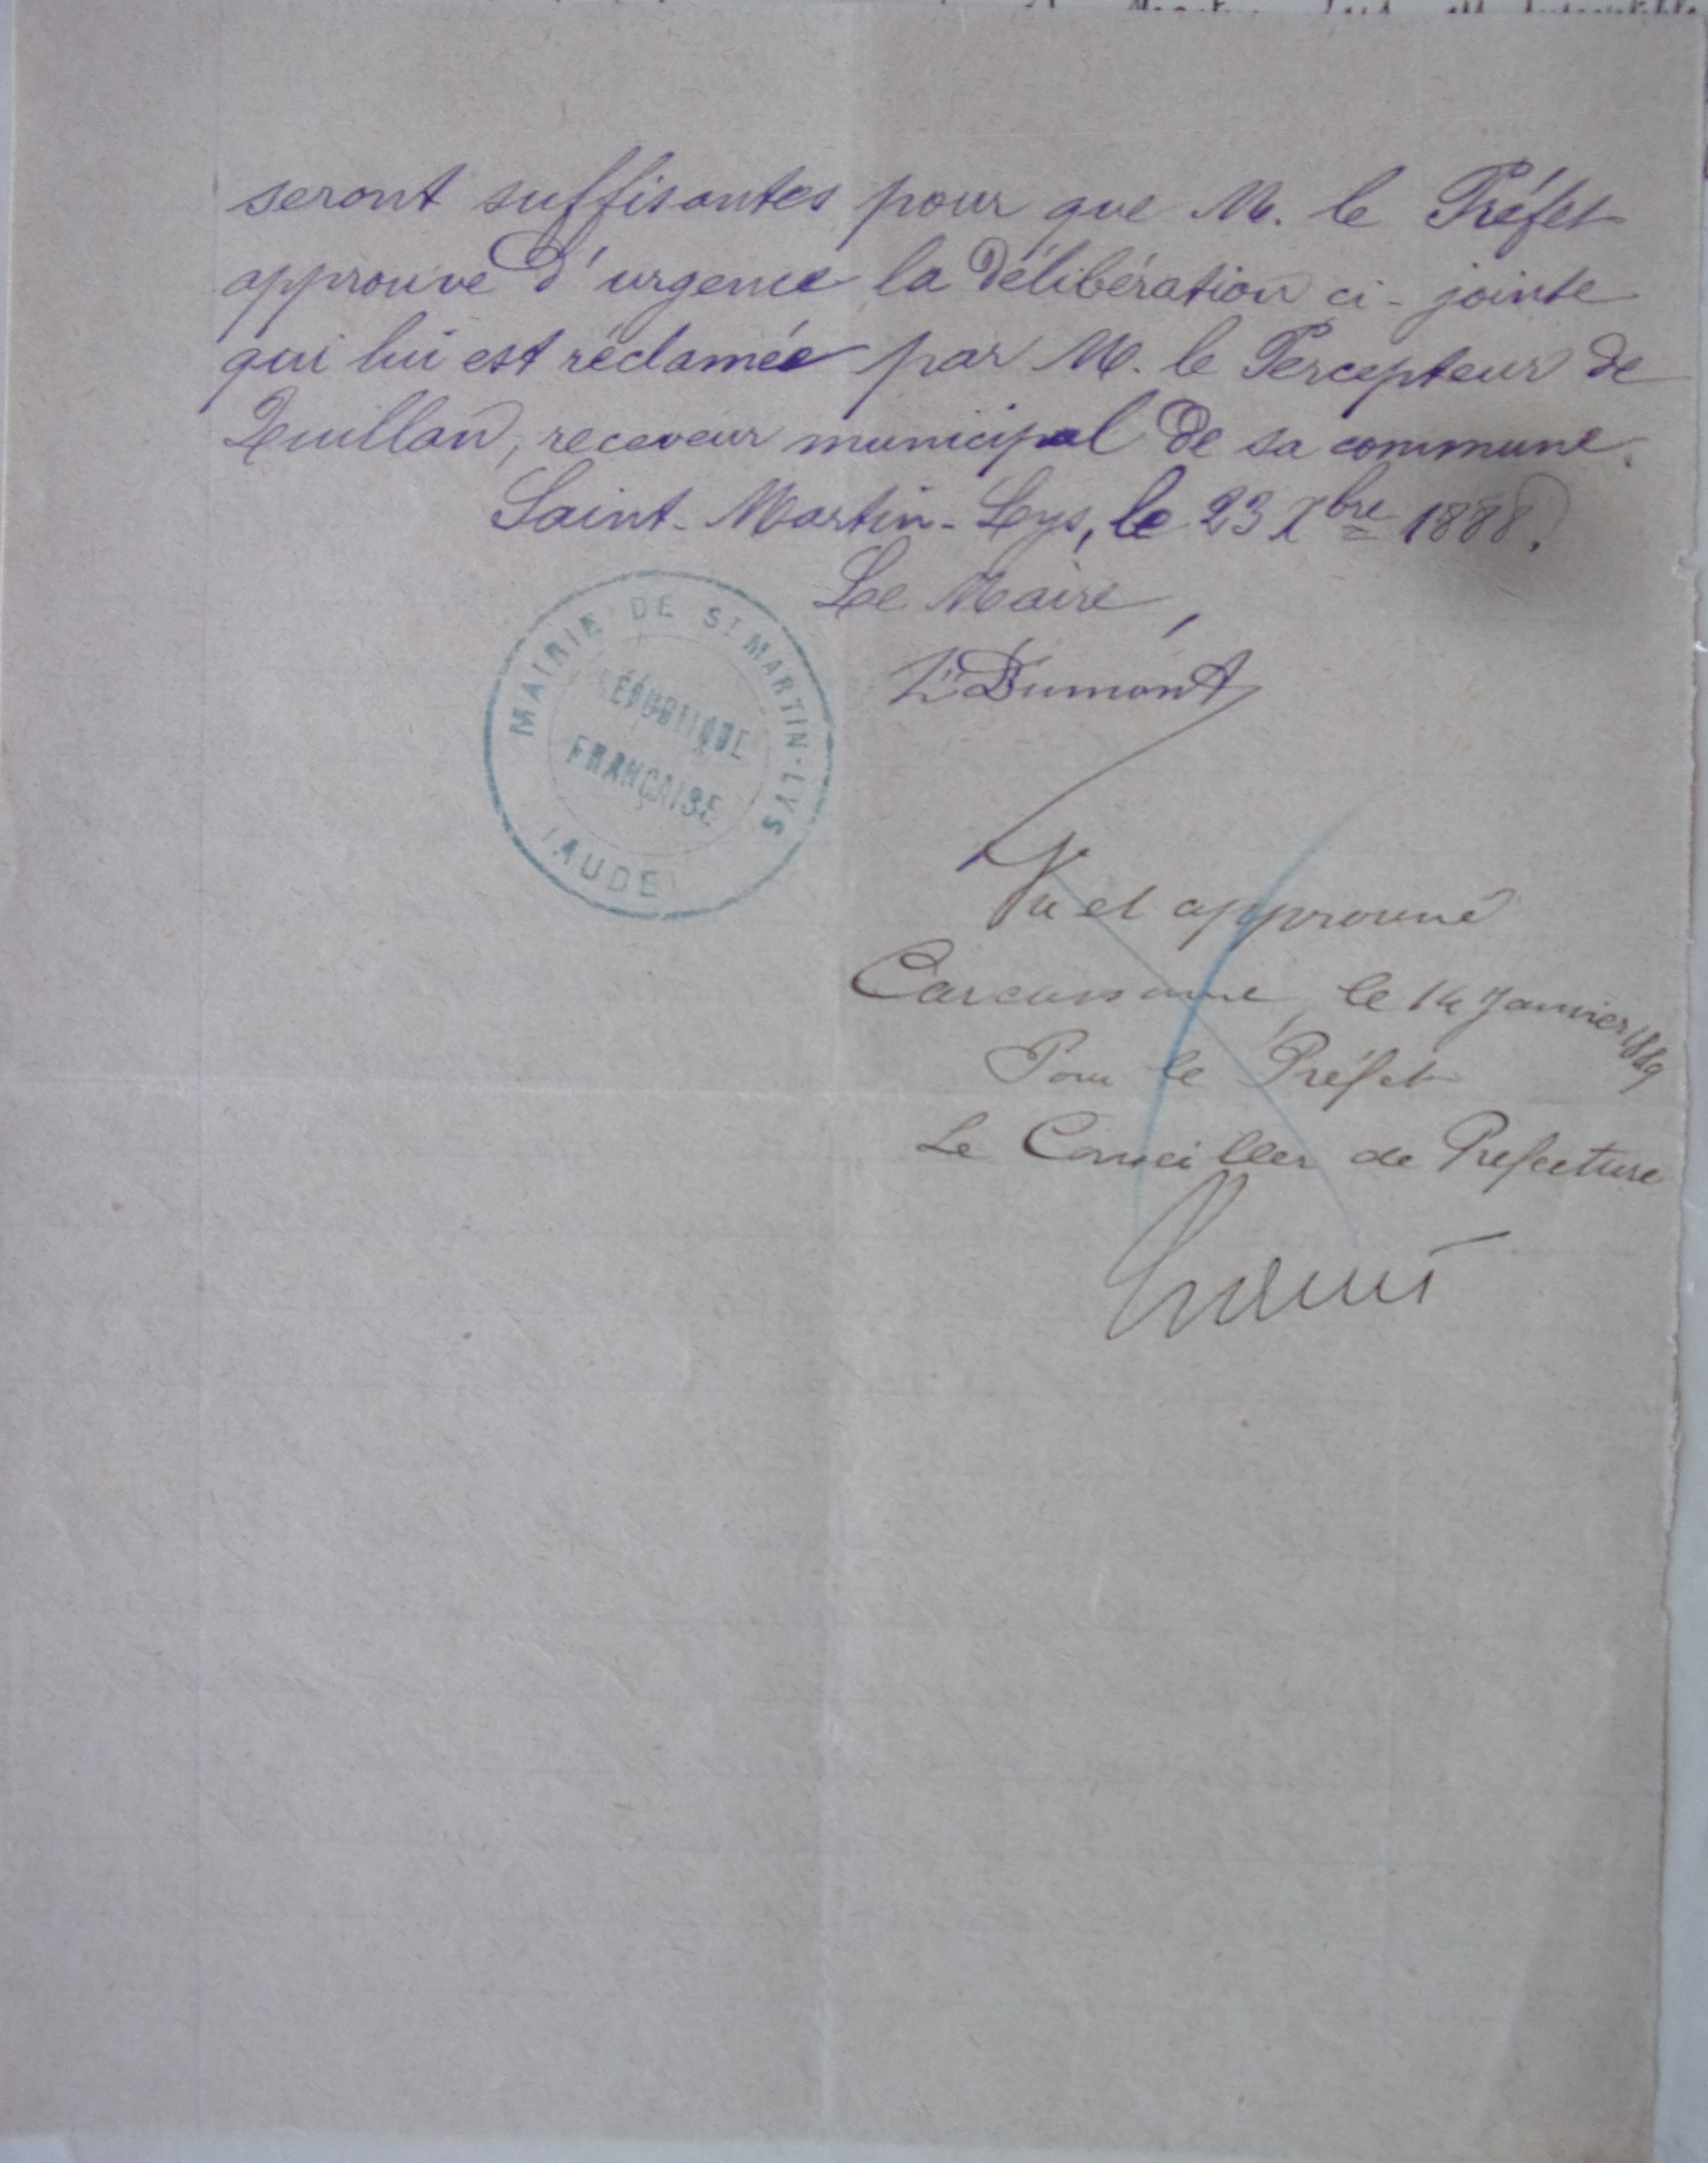 seront suffisantes pour que M. le Préfet
approuve d'urgence la délibération ci-jointe
qui lui est réclamée par M. le Percepteur de
Quillan, receveur municipal de sa commune.
Saint-Martin-Lys, le 23 Xbre 1888.
Le Maire,
Dumont
MAIRIE DE ST MARTIN-LYS
RÉPUBLIQUE
FRANÇAISE
(AUDE)
Vu et approuvé
Carcassonne, le 14 Janvier 1889
Pour le Préfet
Le Conseiller de Préfecture